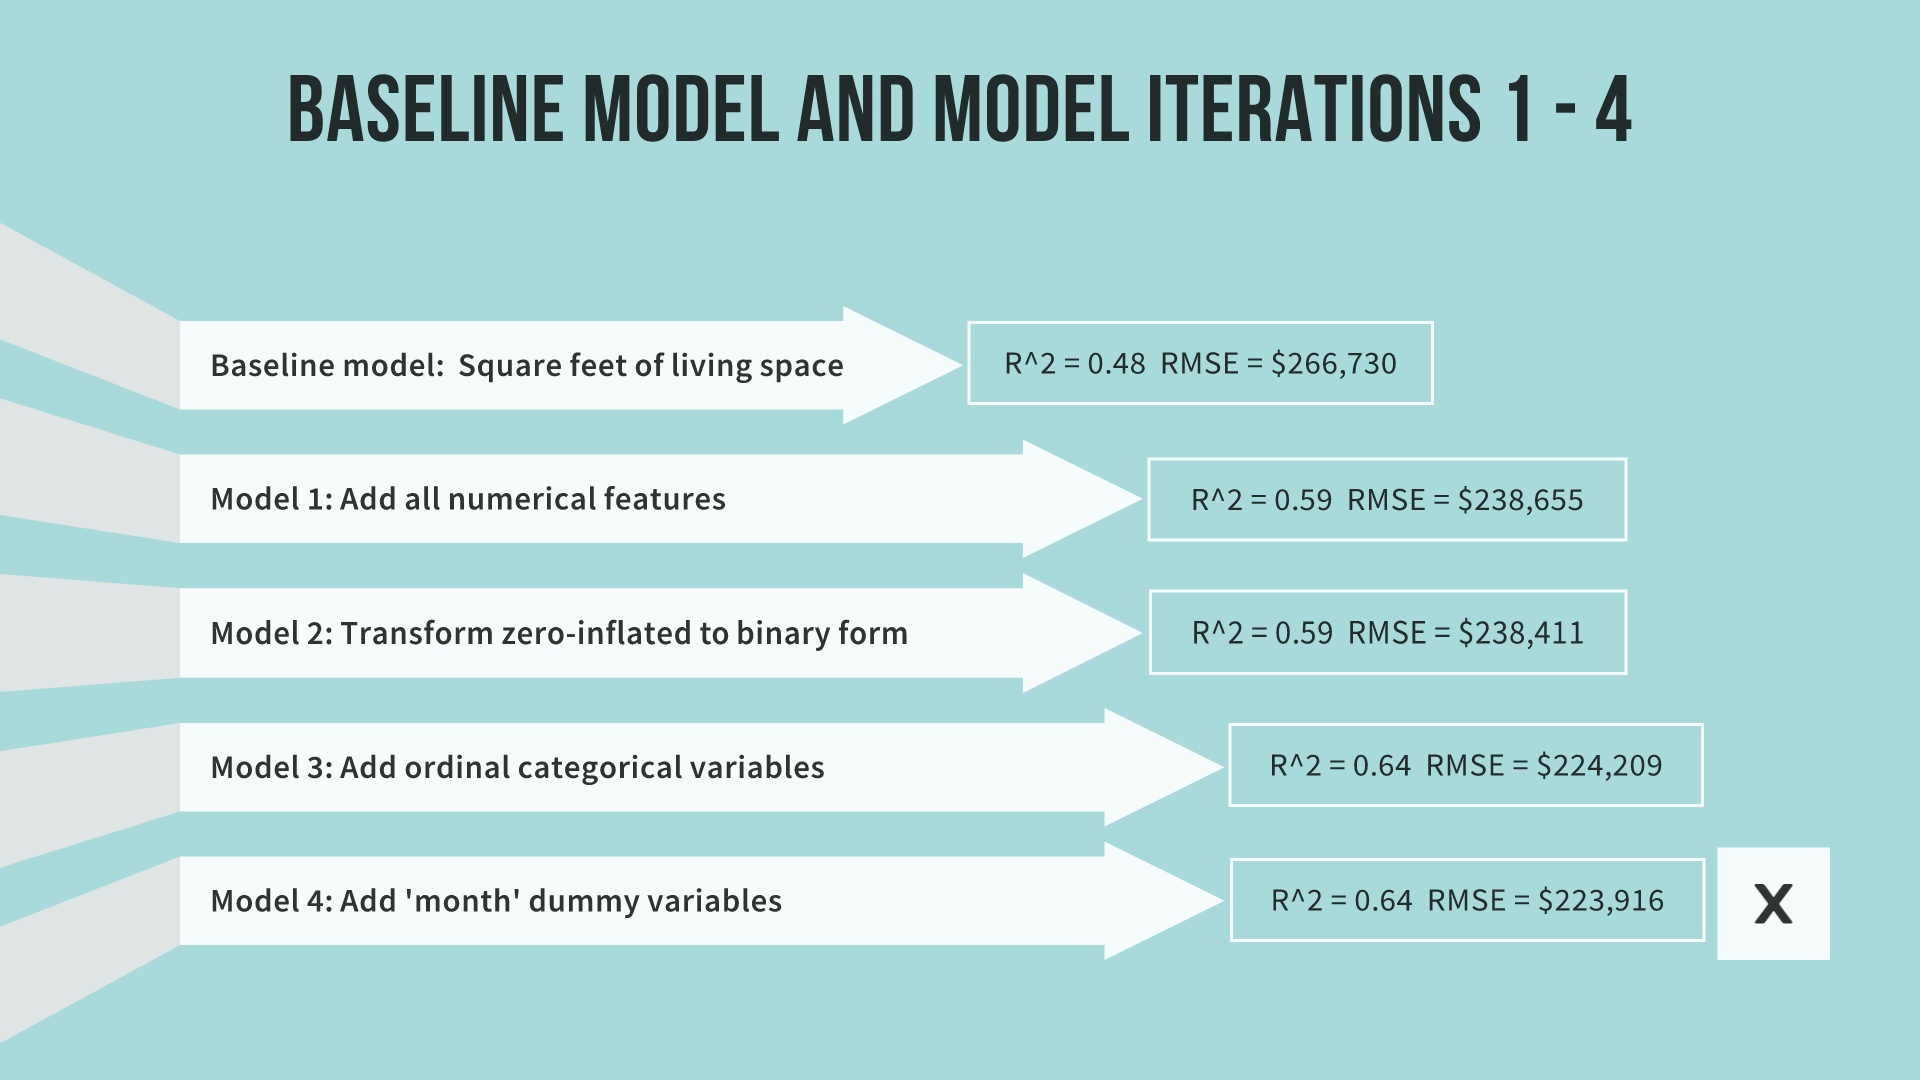 BASELINE MODEL AND MODEL ITERATIONS 1 - 4
Baseline model: Square feet of living space
R^2 = 0.48 RMSE = $266,730
Model 1: Add all numerical features
R^2 = 0.59 RMSE = $238,655
Model 2: Transform zero-inflated to binary form
R^2 = 0.59 RMSE = $238,411
Model 3: Add ordinal categorical variables
R^2 = 0.64 RMSE = $224,209
Model 4: Add 'month' dummy variables
R^2 = 0.64 RMSE = $223,916
X